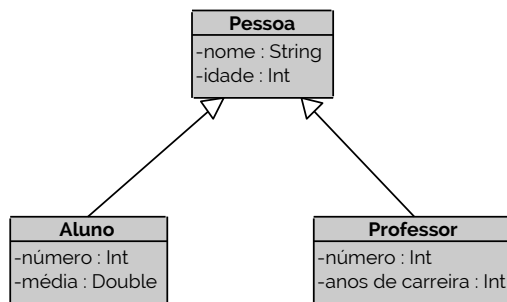 Pessoa
-nome : String
-idade : Int
Aluno
-número : Int
-média : Double
Professor
-número : Int
-anos de carreira : Int